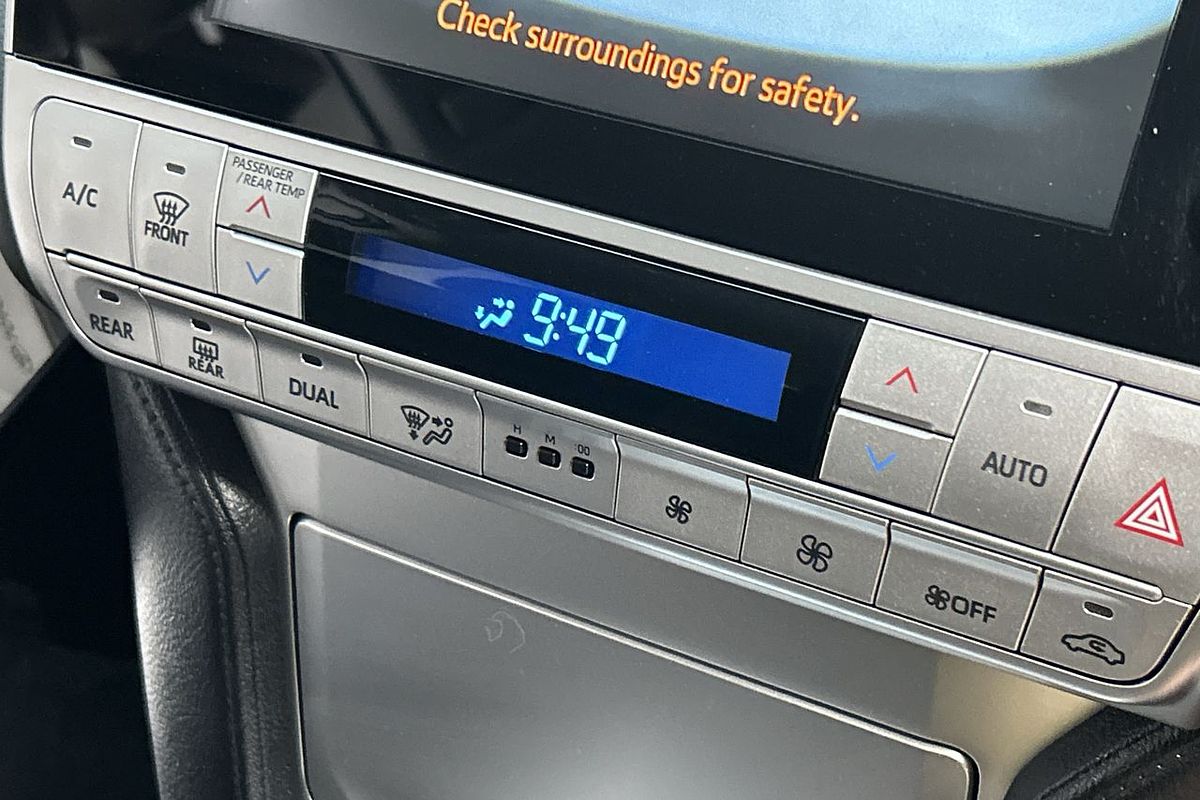 Check surroundings for safety.
A/C
FRONT
PASSENGER
/REAR TEMP
9:49
AUTO
REAR
REAR
DUAL
H M :00
OFF